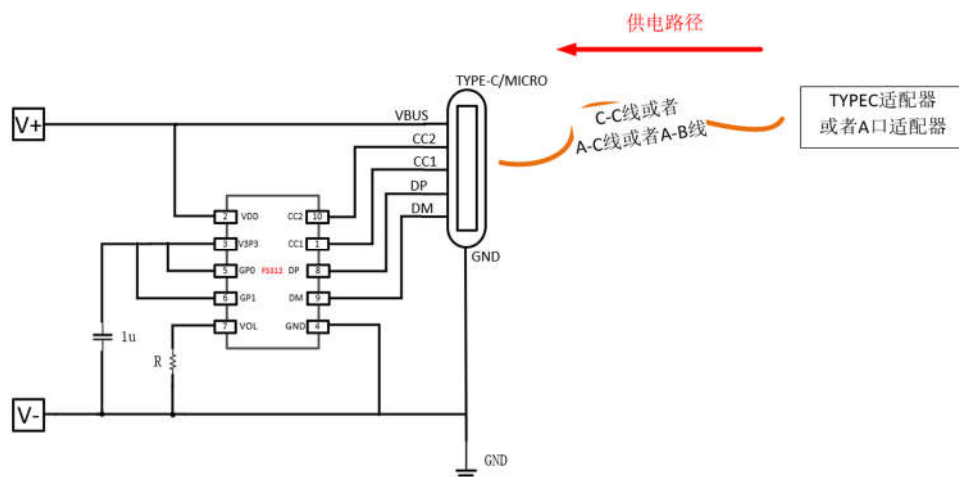 供电路径
TYPE-C/MICRO
TYPEC适配器
或者A口适配器
C-C线或者
A-C线或者A-B线
V+
VBUS
CC2
CC1
DP
DM
GND
2 VDD
CC2 10
3 V3P3
CC1 1
5 GP0
FS312
DP 8
6 GP1
DM 9
7 VOL
GND 4
1u
R
V-
GND